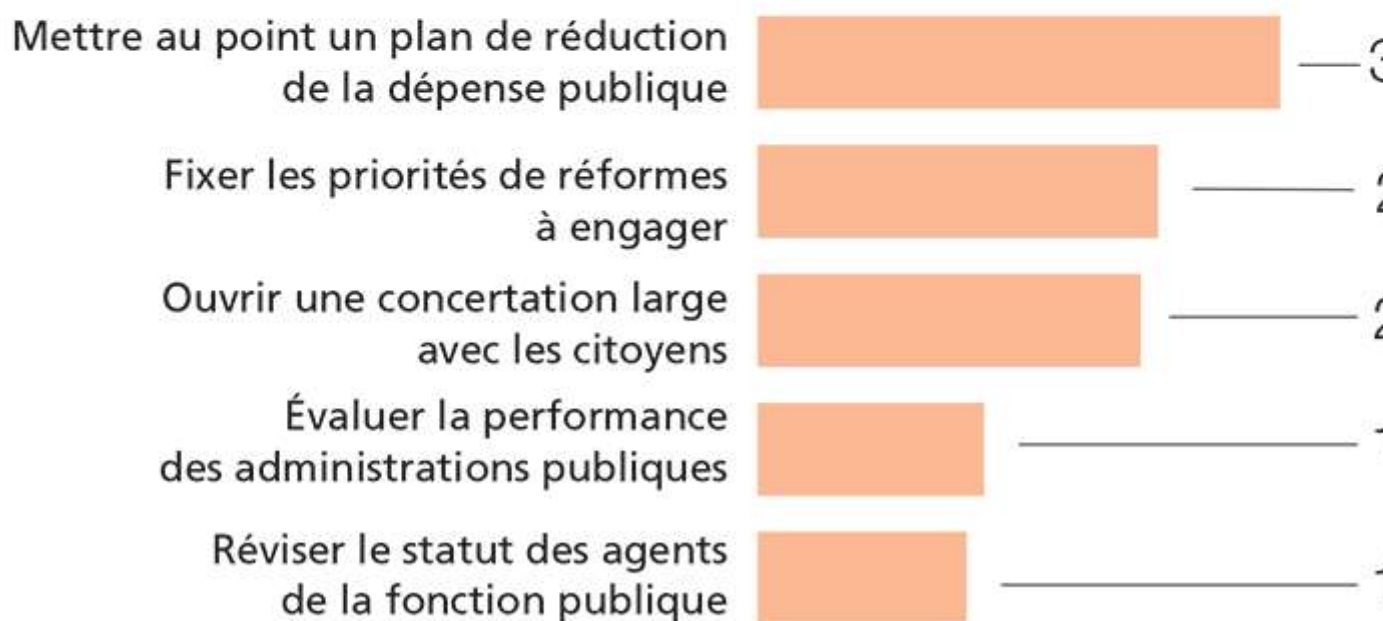 Mettre au point un plan de réduction
de la dépense publique
Fixer les priorités de réformes
à engager
Ouvrir une concertation large
avec les citoyens
Évaluer la performance
des administrations publiques
Réviser le statut des agents
de la fonction publique